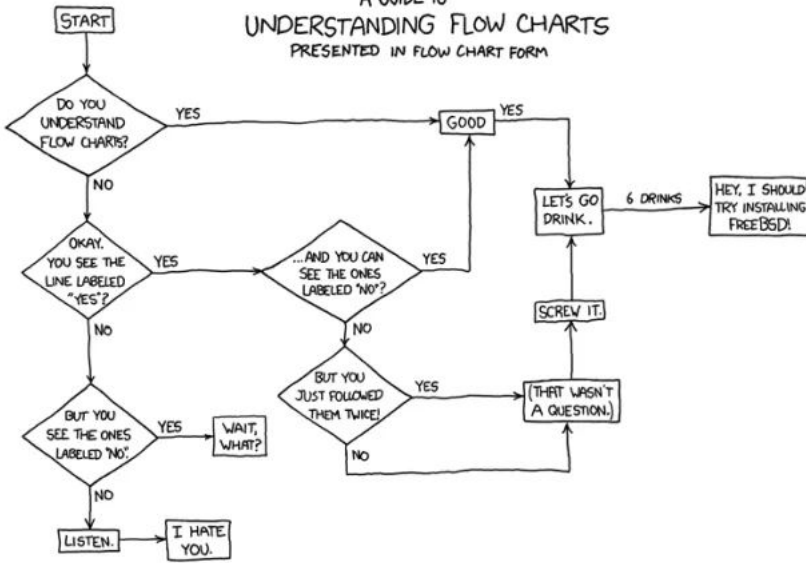 A GUIDE TO
UNDERSTANDING FLOW CHARTS
PRESENTED IN FLOW CHART FORM
START
DO YOU
UNDERSTAND
FLOW CHARTS?
YES
GOOD
YES
NO
LET'S GO
DRINK.
6 DRINKS
HEY, I SHOULD
TRY INSTALLING
FREEBSD!
OKAY.
YOU SEE THE
LINE LABELED
"YES"?
YES
...AND YOU CAN
SEE THE ONES
LABELED "NO"?
YES
NO
NO
SCREW IT.
BUT YOU
JUST FOLLOWED
THEM TWICE!
YES
(THAT WASN'T
A QUESTION.)
NO
BUT YOU
SEE THE ONES
LABELED "NO".
YES
WAIT,
WHAT?
NO
LISTEN.
I HATE
YOU.